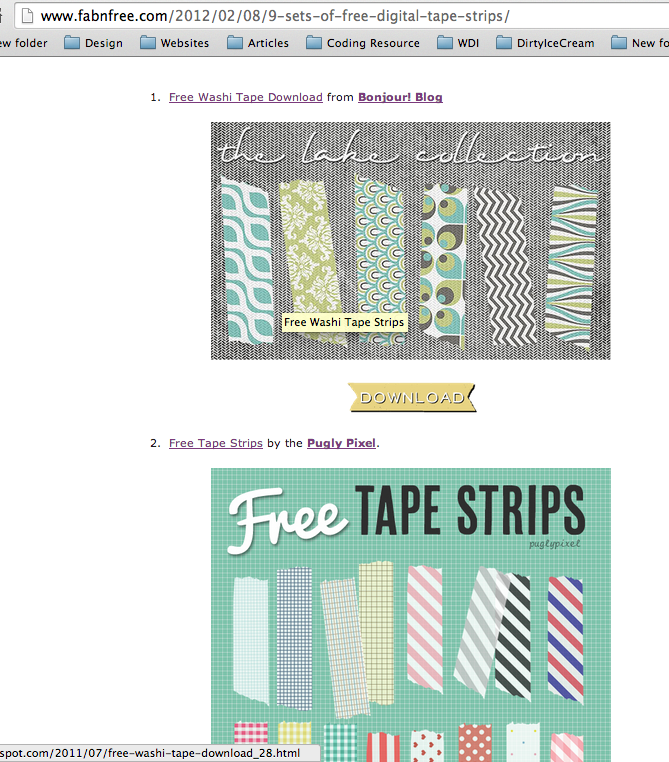 www.fabnfree.com/2012/02/08/9-sets-of-free-digital-tape-strips/
ew folder Design Websites Articles Coding Resource WDI DirtyIceCream New fo
1. Free Washi Tape Download from Bonjour! Blog
the lake collection
Free Washi Tape Strips
DOWNLOAD
2. Free Tape Strips by the Pugly Pixel.
Free TAPE STRIPS
puglypixel
spot.com/2011/07/free-washi-tape-download_28.html